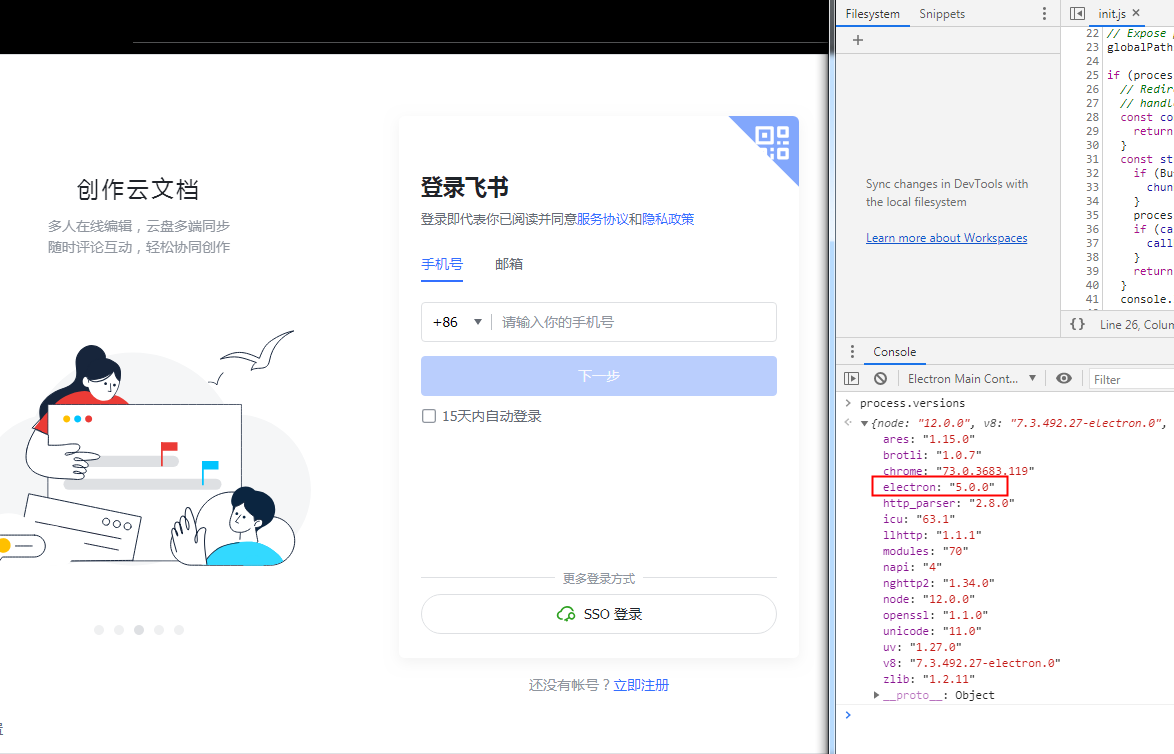 创作云文档
多人在线编辑，云盘多端同步
随时评论互动，轻松协同创作
登录飞书
登录即代表你已阅读并同意服务协议和隐私政策
手机号 邮箱
+86 请输入你的手机号
下一步
15天内自动登录
更多登录方式
SSO 登录
还没有帐号？立即注册
Filesystem Snippets
Sync changes in DevTools with
the local filesystem
Learn more about Workspaces
init.js
22 // Expose
23 globalPath
24
25 if (proces
26 // Redir
27 // handl
28 const co
29 return
30 }
31 const st
32 if (Bu
33 chun
34 }
35 proces
36 if (ca
37 call
38 }
39 return
40 }
41 console.
{} Line 26, Colun
Console
Electron Main Cont... Filter
process.versions
{node: "12.0.0", v8: "7.3.492.27-electron.0",
ares: "1.15.0"
brotli: "1.0.7"
chrome: "73.0.3683.119"
electron: "5.0.0"
http_parser: "2.8.0"
icu: "63.1"
llhttp: "1.1.1"
modules: "70"
napi: "4"
nghttp2: "1.34.0"
node: "12.0.0"
openssl: "1.1.0"
unicode: "11.0"
uv: "1.27.0"
v8: "7.3.492.27-electron.0"
zlib: "1.2.11"
__proto__: Object